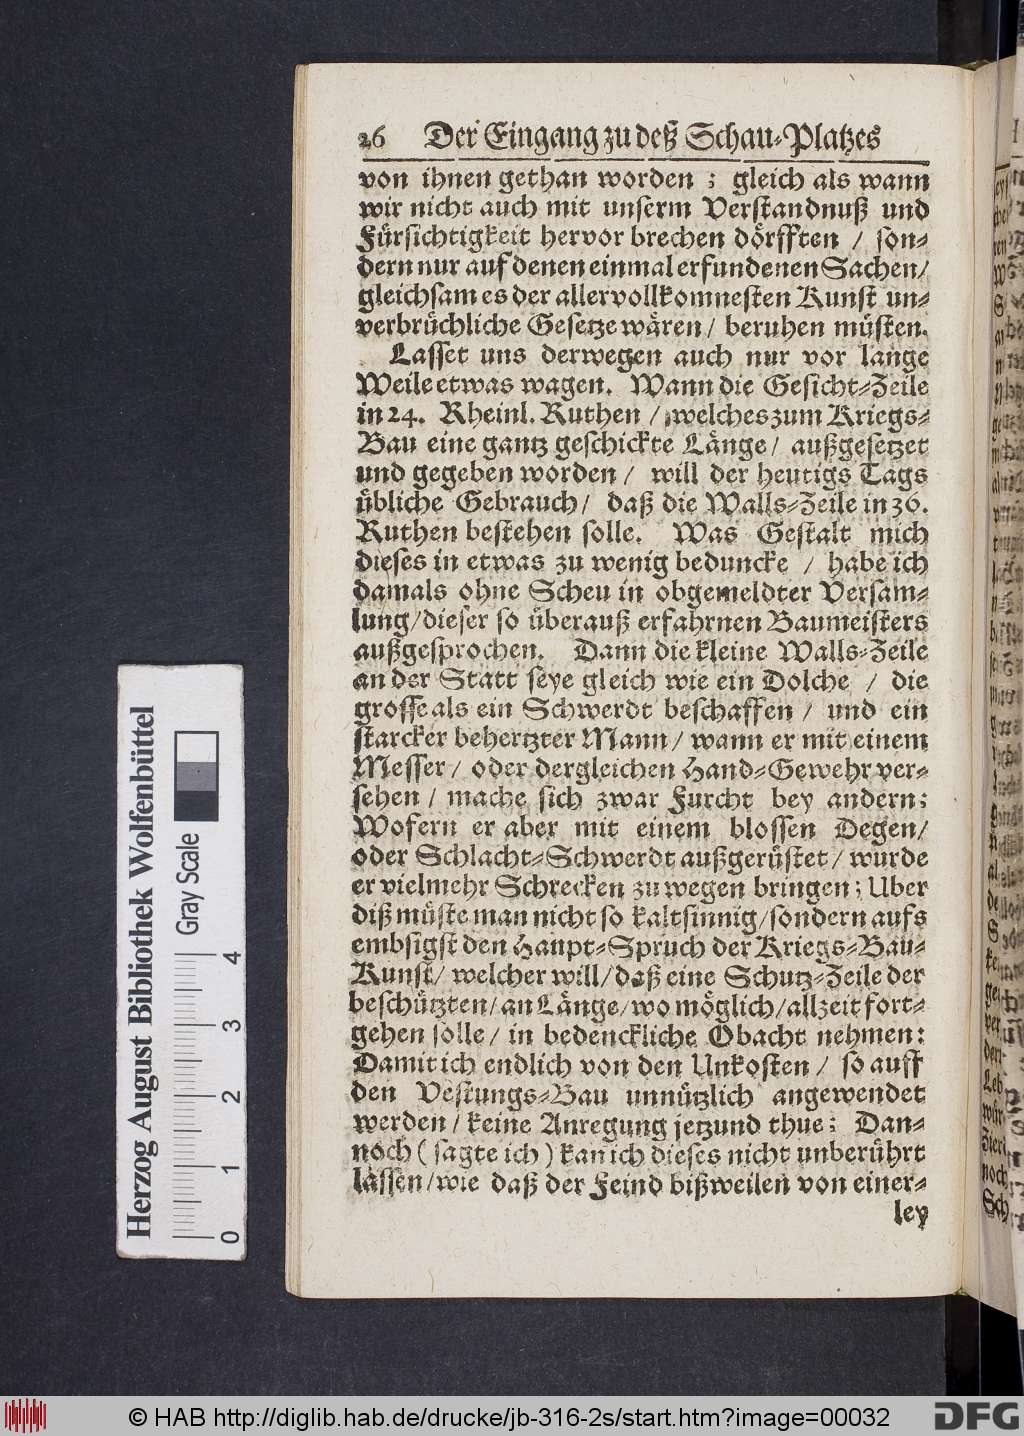 26 Der Eingang zu deß Schau-Platzes
von ihnen gethan worden; gleich als wann
wir nicht auch mit unserm Verstandnuß und
Fürsichtigkeit hervor brechen dörfften / son-
dern nur auf denen einmal erfundenen Sachen/
gleichsam es der allervollkomnesten Kunst un-
verbrüchliche Gesetze wären / beruhen müsten.
Lasset uns derwegen auch nur vor lange
Weile etwas wagen. Wann die Gesicht-Zeile
in 24. Rheinl. Ruthen / welches zum Kriegs-
Bau eine gantz geschickte Länge / außgesetzet
und gegeben worden / will der heutigs Tags
übliche Gebrauch / daß die Walls-Zeile in 36.
Ruthen bestehen solle. Was Gestalt mich
dieses in etwas zu wenig beduncke / habe ich
damals ohne Scheu in obgemeldter Versam-
lung/dieser so überauß erfahrnen Baumeisters
außgesprochen. Dann die kleine Walls-Zeile
an der Statt seye gleich wie ein Dolche / die
grosse als ein Schwerdt beschaffen / und ein
starcker behertzter Mann / wann er mit einem
Messer / oder dergleichen Hand-Gewehr ver-
sehen / mache sich zwar Furcht bey andern:
Wofern er aber mit einem blossen Degen/
oder Schlacht-Schwerdt außgerüstet / wurde
er vielmehr Schrecken zu wegen bringen; Uber
diß müste man nicht so kaltsinnig/sondern aufs
embsigst den Haupt-Spruch der Kriegs-Bau-
Kunst/ welcher will/daß eine Schutz-Zeile der
beschützten/an Länge/wo möglich/allzeit fort-
gehen solle / in bedenckliche Obacht nehmen:
Damit ich endlich von den Unkosten / so auff
den Vestungs-Bau unnützlich angewendet
werden / keine Anregung jetzund thue; Dan-
noch ( sagte ich ) kan ich dieses nicht unberührt
lassen/wie daß der Feind bißweilen von einer-
ley
Herzog August Bibliothek Wolfenbüttel
Gray Scale
0 1 2 3 4
© HAB http://diglib.hab.de/drucke/jb-316-2s/start.htm?image=00032
DFG